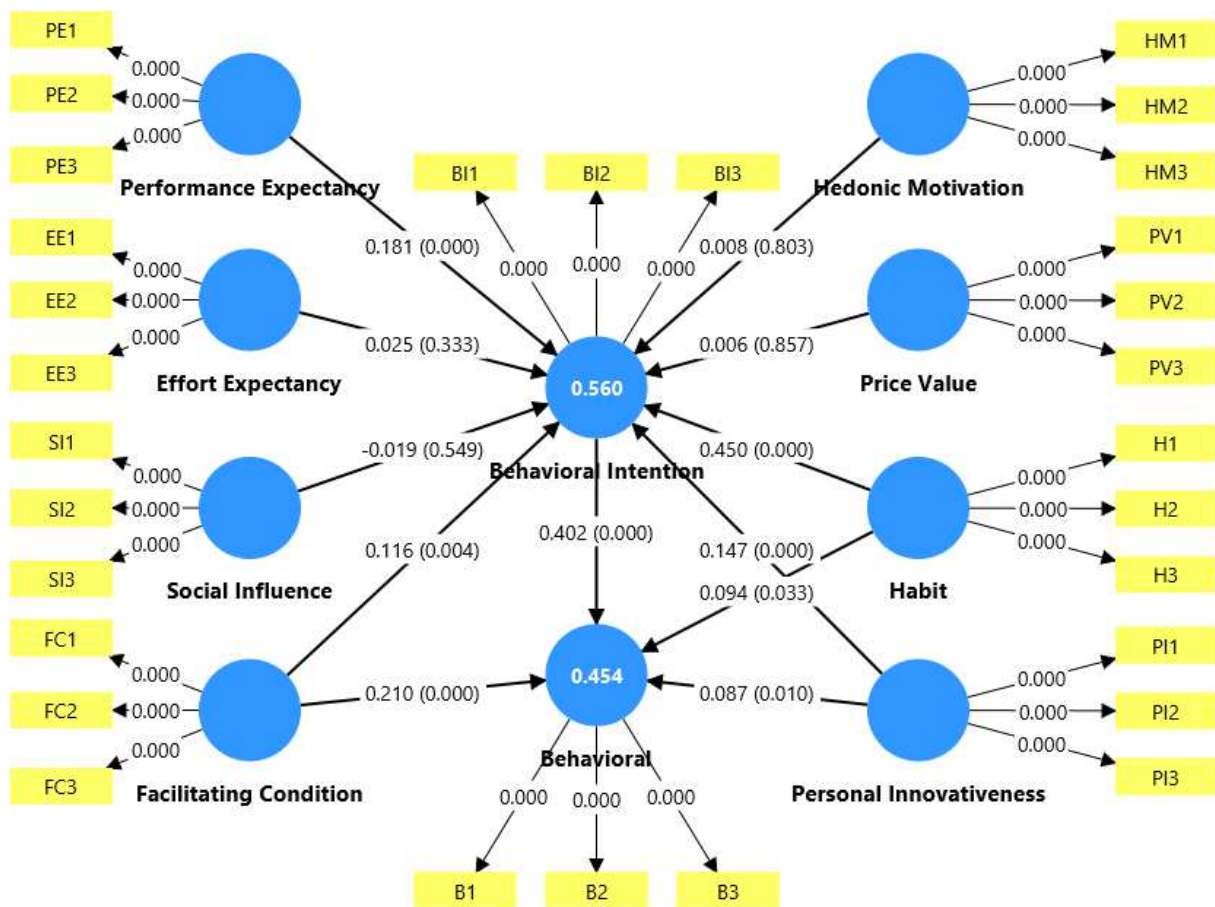 PE1
0.000
PE2
0.000
0.000
PE3
Performance Expectancy
0.181 (0.000)
EE1
0.000
EE2
0.000
0.000
EE3
Effort Expectancy
0.025 (0.333)
SI1
0.000
SI2
0.000
0.000
SI3
Social Influence
-0.019 (0.549)
FC1
0.000
FC2
0.000
0.000
FC3
Facilitating Condition
0.116 (0.004)
0.210 (0.000)
BI1
BI2
BI3
0.000
0.000
0.000
0.560
Behavioral Intention
0.402 (0.000)
0.454
Behavioral
0.000
0.000
0.000
B1
B2
B3
HM1
0.000
HM2
0.000
0.000
HM3
Hedonic Motivation
0.008 (0.803)
PV1
0.000
PV2
0.000
0.000
PV3
Price Value
0.006 (0.857)
H1
0.000
H2
0.000
0.000
H3
Habit
0.450 (0.000)
0.094 (0.033)
PI1
0.000
PI2
0.000
0.000
PI3
Personal Innovativeness
0.147 (0.000)
0.087 (0.010)